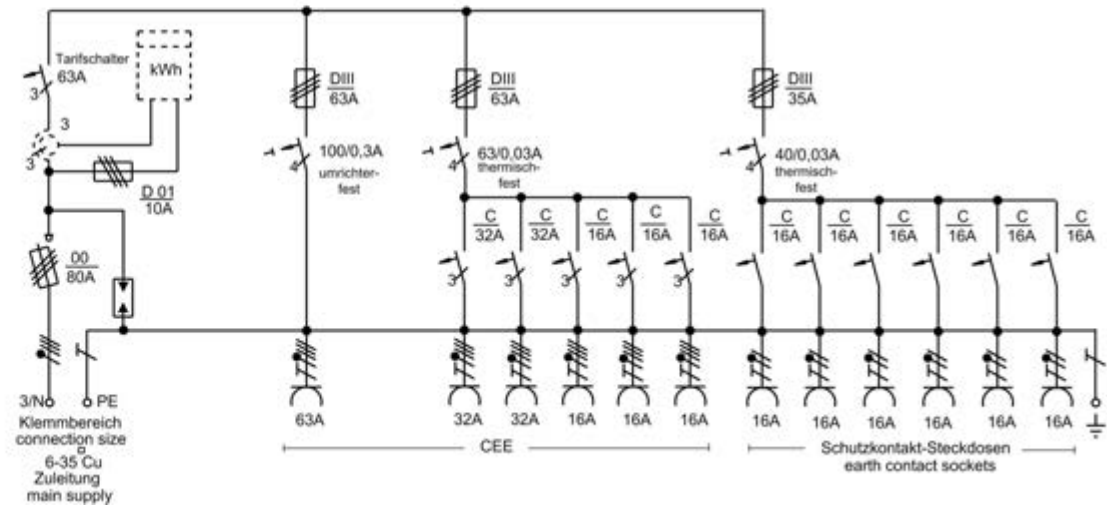 Tarifschalter
63A
3
kWh
3
3
D 01
10A
00
80A
3/N
PE
Klemmbereich
connection size
6-35 Cu
Zuleitung
main supply
DIII
63A
4
100/0,3A
umrichter-
fest
63A
DIII
63A
4
63/0,03A
thermisch-
fest
C
32A
C
32A
C
16A
C
16A
C
16A
3
3
3
3
3
32A
32A
16A
16A
16A
CEE
DIII
35A
4
40/0,03A
thermisch-
fest
C
16A
C
16A
C
16A
C
16A
C
16A
C
16A
16A
16A
16A
16A
16A
16A
Schutzkontakt-Steckdosen
earth contact sockets